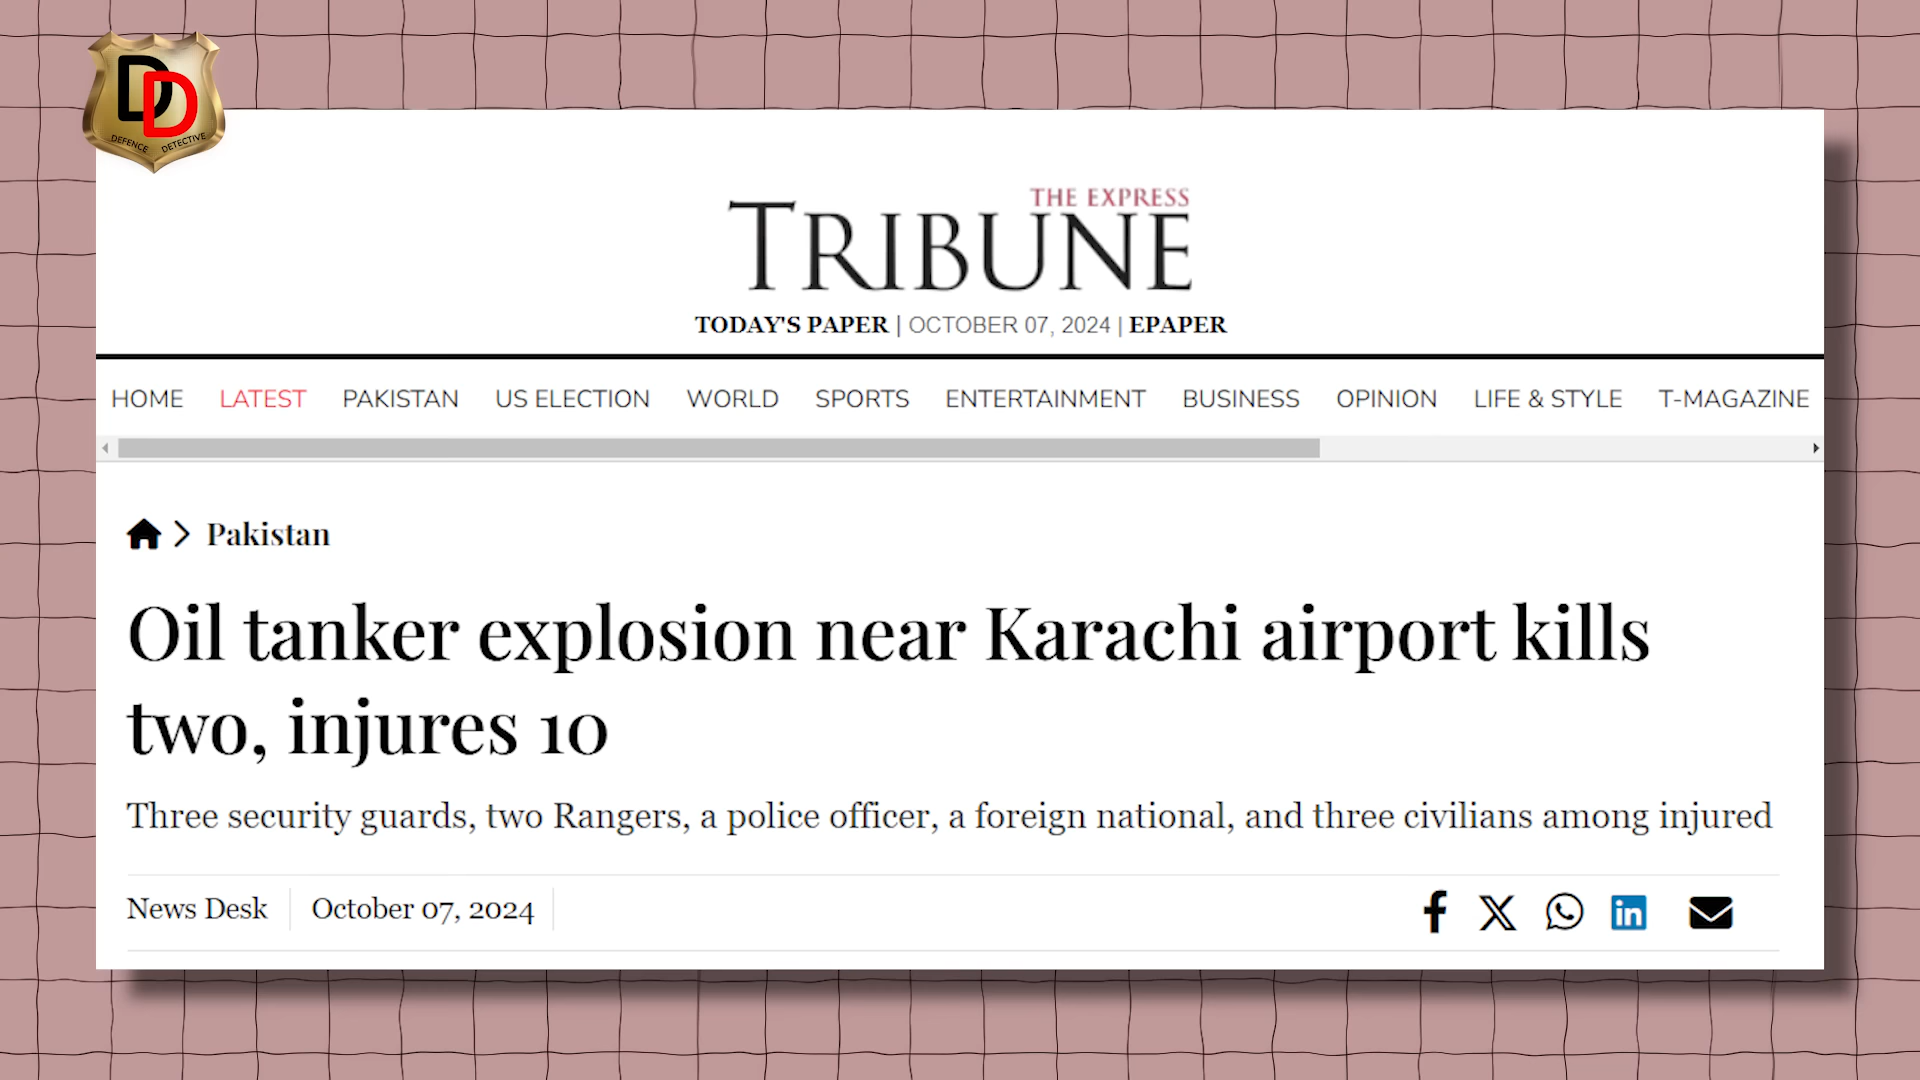 DD
DEFENCE DETECTIVE
THE EXPRESS
TRIBUNE
TODAY'S PAPER | OCTOBER 07, 2024 | EPAPER
HOME LATEST PAKISTAN US ELECTION WORLD SPORTS ENTERTAINMENT BUSINESS OPINION LIFE & STYLE T-MAGAZINE
Pakistan
Oil tanker explosion near Karachi airport kills
two, injures 10
Three security guards, two Rangers, a police officer, a foreign national, and three civilians among injured
News Desk October 07, 2024